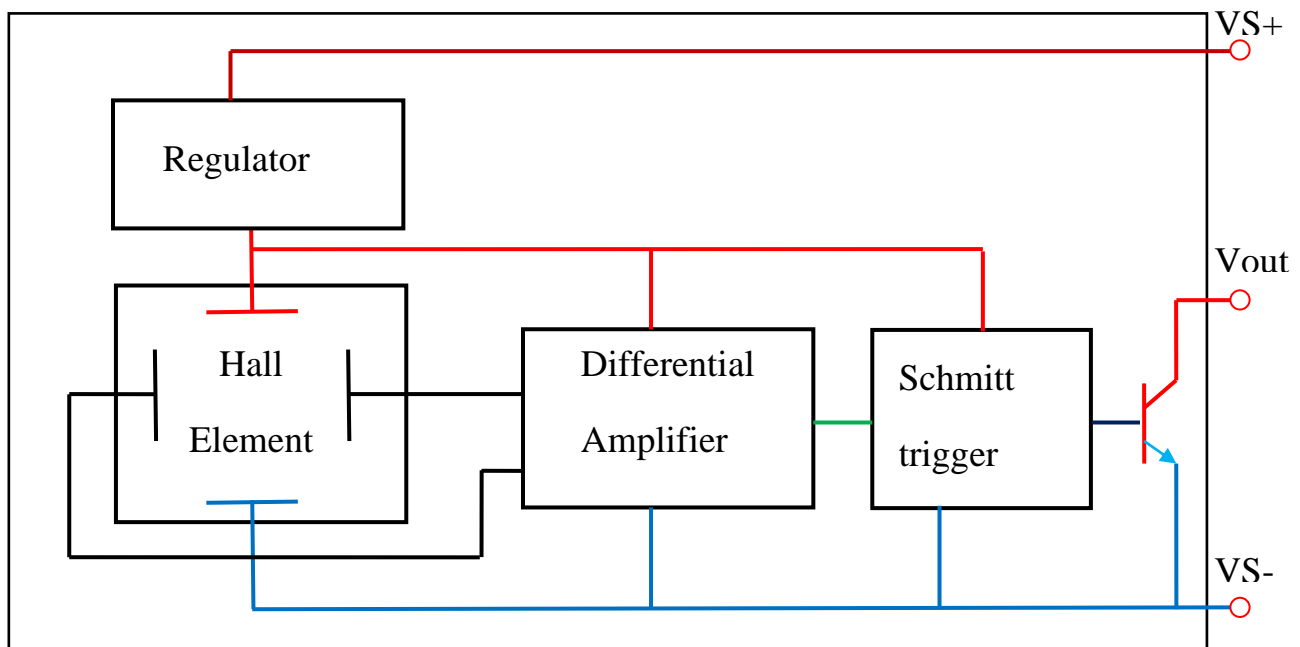 VS+
Regulator
Vout
Hall
Element
Differential
Amplifier
Schmitt
trigger
VS-